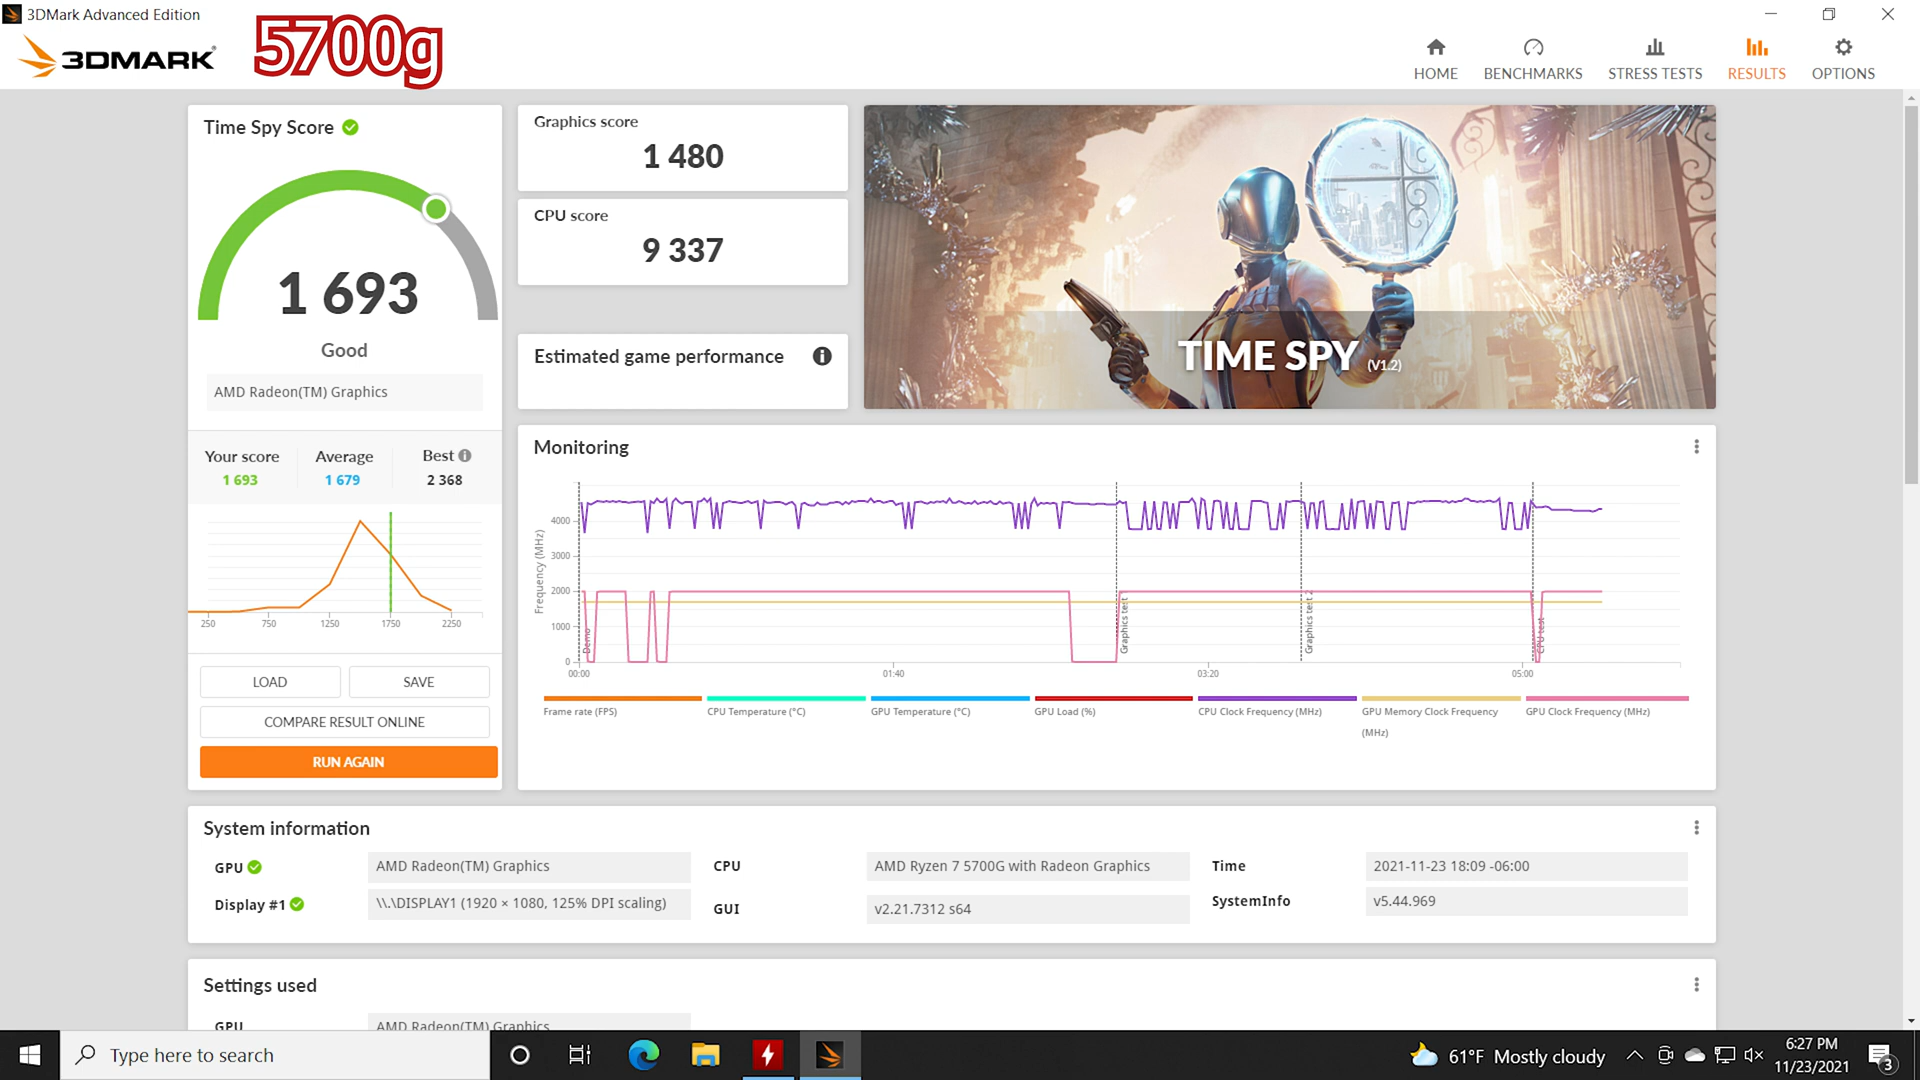 3DMark Advanced Edition
3DMARK
5700g
HOME
BENCHMARKS
STRESS TESTS
RESULTS
OPTIONS
Time Spy Score
1 693
Good
AMD Radeon(TM) Graphics
Your score
1 693
Average
1 679
Best
2 368
250
750
1250
1750
2250
LOAD
SAVE
COMPARE RESULT ONLINE
RUN AGAIN
Graphics score
1 480
CPU score
9 337
Estimated game performance
TIME SPY (V1.2)
Monitoring
Frequency (MHz)
4000
3000
2000
1000
0
Demo
Graphics test
Graphics test 2
CPU test
00:00
01:40
03:20
05:00
Frame rate (FPS)
CPU Temperature (°C)
GPU Temperature (°C)
GPU Load (%)
CPU Clock Frequency (MHz)
GPU Memory Clock Frequency
(MHz)
GPU Clock Frequency (MHz)
System information
GPU
AMD Radeon(TM) Graphics
CPU
AMD Ryzen 7 5700G with Radeon Graphics
Time
2021-11-23 18:09 -06:00
Display #1
\\.\DISPLAY1 (1920 × 1080, 125% DPI scaling)
GUI
v2.21.7312 s64
SystemInfo
v5.44.969
Settings used
GPU
AMD Radeon(TM) Graphics
Type here to search
61°F Mostly cloudy
6:27 PM
11/23/2021
3